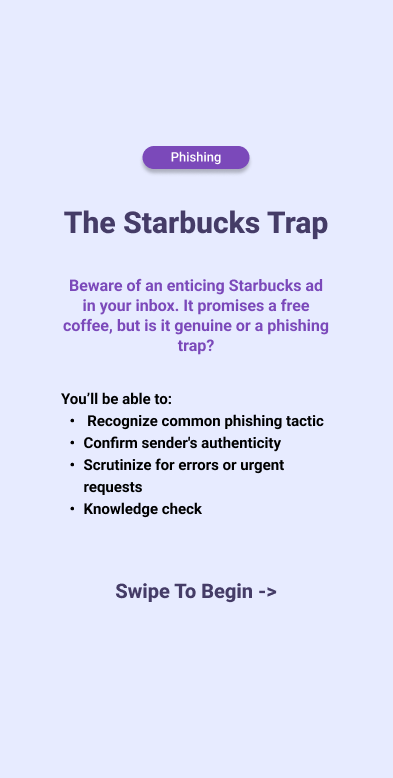 Phishing
The Starbucks Trap
Beware of an enticing Starbucks ad
in your inbox. It promises a free
coffee, but is it genuine or a phishing
trap?
You’ll be able to:
• Recognize common phishing tactic
• Confirm sender's authenticity
• Scrutinize for errors or urgent
requests
• Knowledge check
Swipe To Begin ->